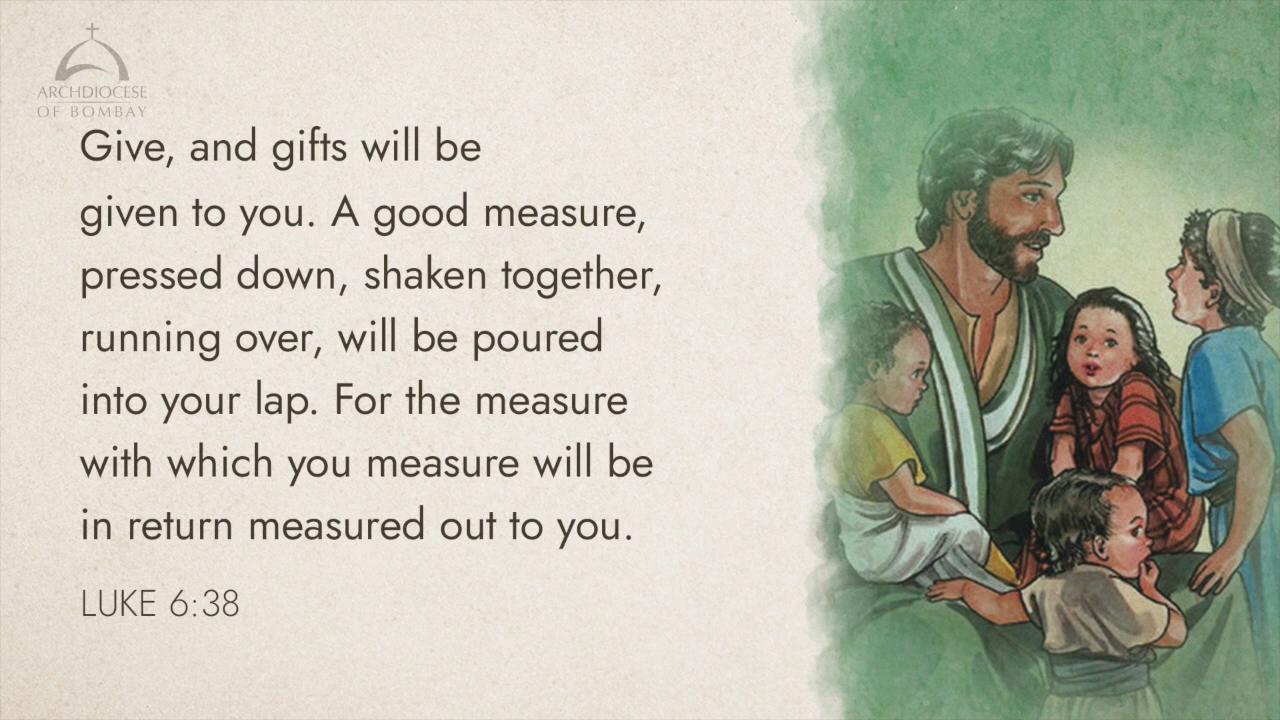 ARCHDIOCESE
OF BOMBAY
Give, and gifts will be
given to you. A good measure,
pressed down, shaken together,
running over, will be poured
into your lap. For the measure
with which you measure will be
in return measured out to you.
LUKE 6:38